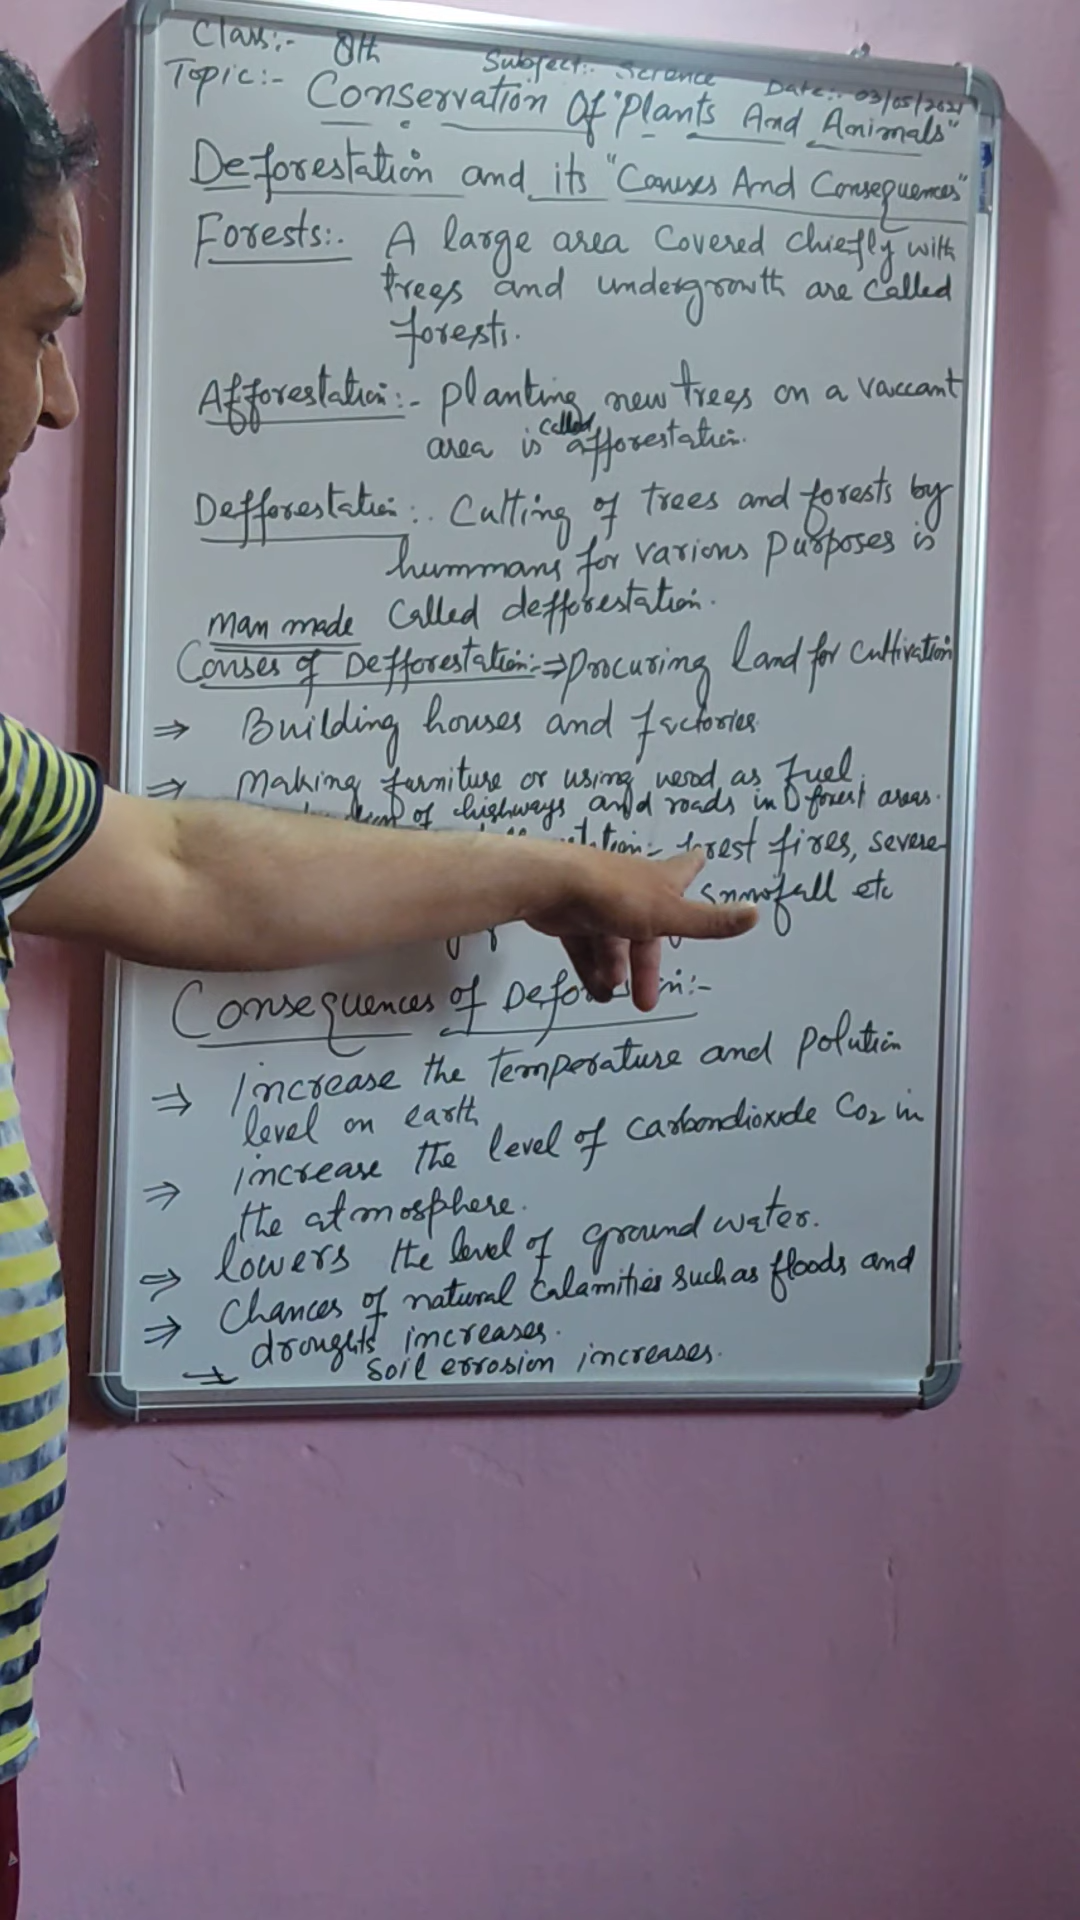 Class:- 8th Subject:- Science Date:- 03/05/2021
Topic:- Conservation Of "Plants And Animals"
Deforestation and its "Causes And Consequences"
Forests:- A large area Covered chiefly with
trees and undergrowth are called
forests.
Afforestation:- planting new trees on a vaccant
area is called afforestation.
Defforestation:- Cutting of trees and forests by
hummans for various purposes is
called defforestation.
Man made
Causes of Defforestation:- ⇒ procuring land for cultivation
⇒ Building houses and factories
⇒ Making furniture or using wood as fuel.
of highways and roads in forest areas.
forest fires, severe
snowfall etc
Consequences of
⇒ Increase the temperature and polution
level on earth
⇒ increase the level of carbondioxide CO2 in
the atmosphere.
⇒ lowers the level of ground water.
⇒ Chances of natural calamities such as floods and
droughts increases.
→ soil errosion increases.